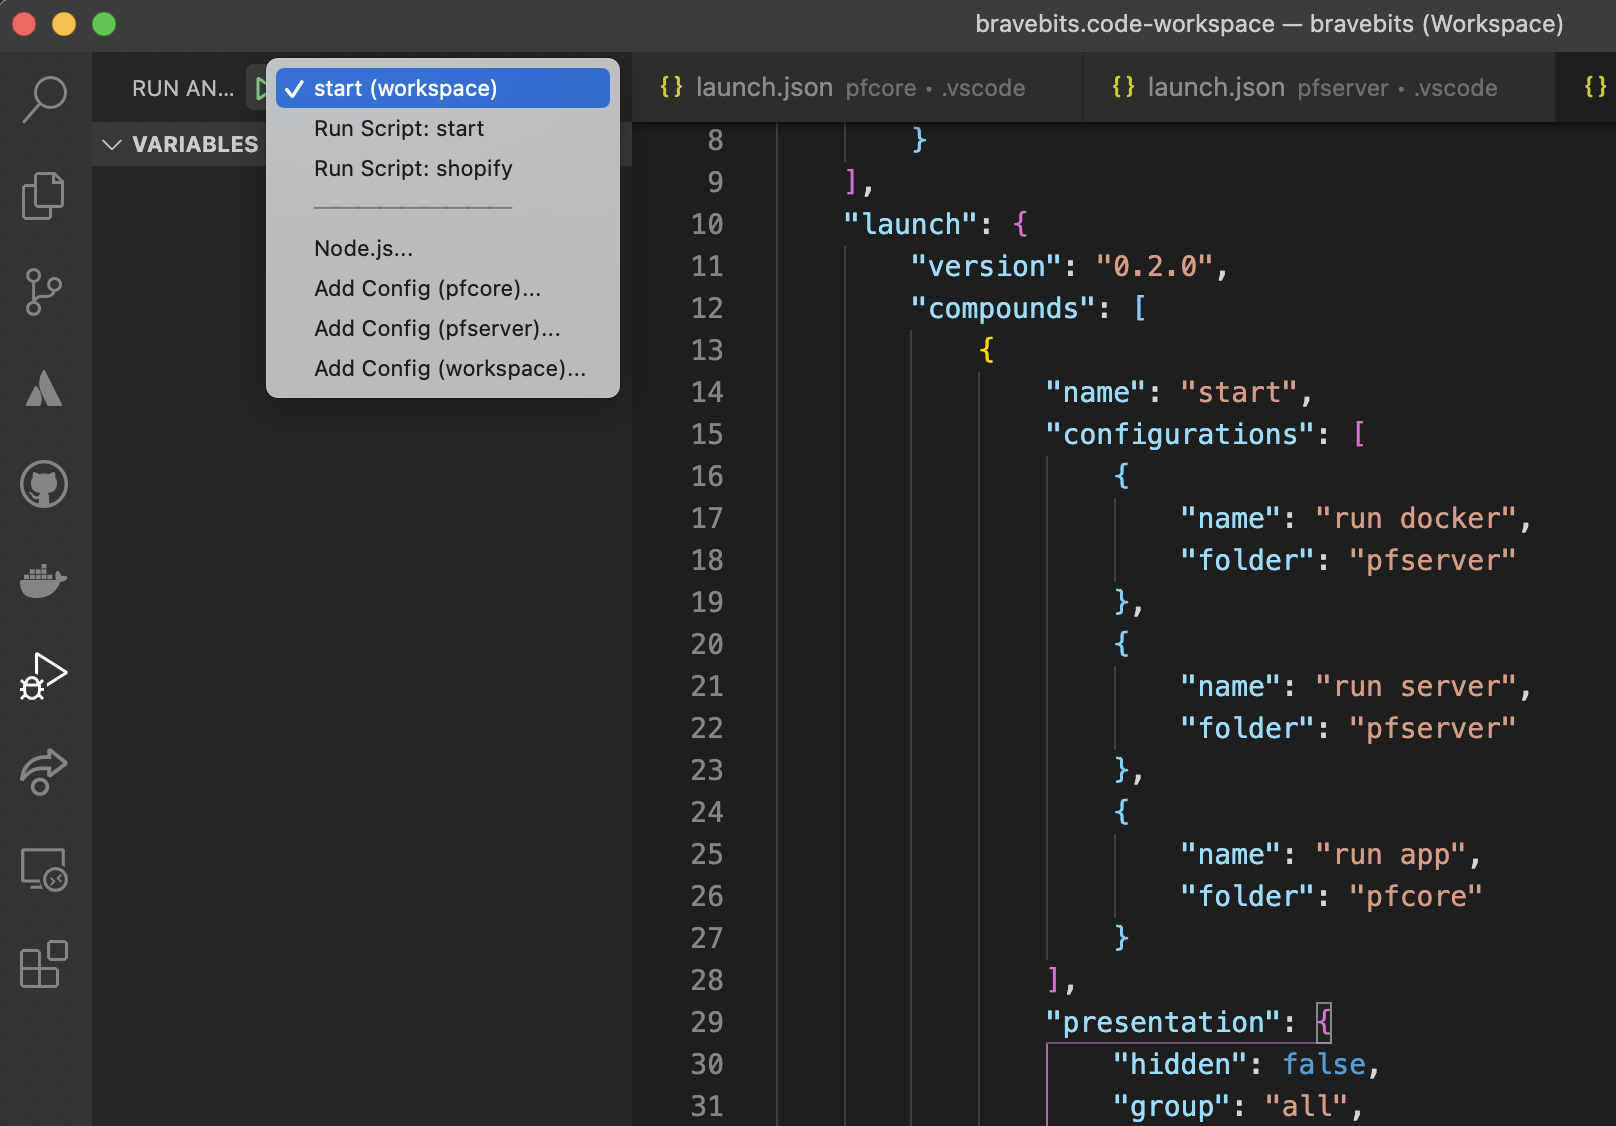 bravebits.code-workspace — bravebits (Workspace)
RUN AN...
✓ start (workspace)
Run Script: start
Run Script: shopify
Node.js...
Add Config (pfcore)...
Add Config (pfserver)...
Add Config (workspace)...
VARIABLES
{} launch.json pfcore • .vscode
{} launch.json pfserver • .vscode
{}
8 }
9 ],
10 "launch": {
11 "version": "0.2.0",
12 "compounds": [
13 {
14 "name": "start",
15 "configurations": [
16 {
17 "name": "run docker",
18 "folder": "pfserver"
19 },
20 {
21 "name": "run server",
22 "folder": "pfserver"
23 },
24 {
25 "name": "run app",
26 "folder": "pfcore"
27 }
28 ],
29 "presentation": {
30 "hidden": false,
31 "group": "all",